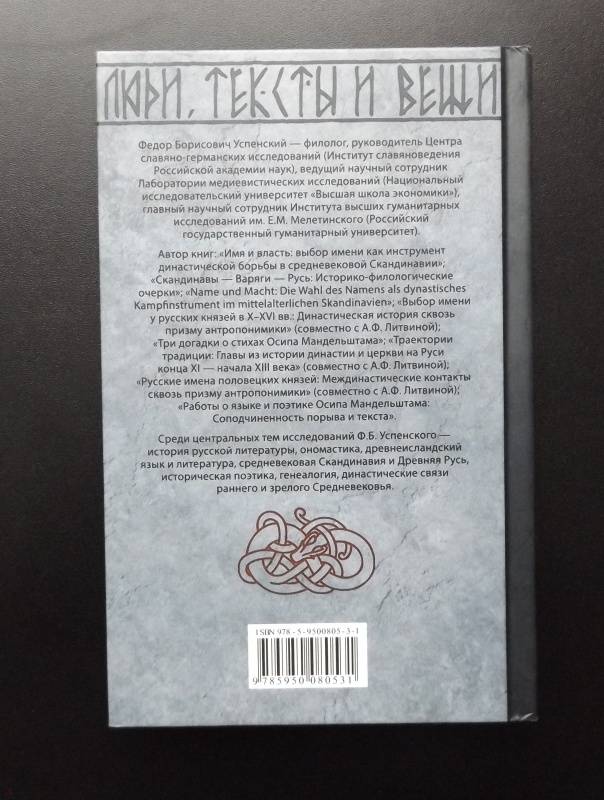 ЛЮДИ, ТЕКСТЫ И ВЕЩИ
Федор Борисович Успенский — филолог, руководитель Центра
славяно-германских исследований (Институт славяноведения
Российской академии наук), ведущий научный сотрудник
Лаборатории медиевистических исследований (Национальный
исследовательский университет «Высшая школа экономики»),
главный научный сотрудник Института высших гуманитарных
исследований им. Е.М. Мелетинского (Российский
государственный гуманитарный университет).
Автор книг: «Имя и власть: выбор имени как инструмент
династической борьбы в средневековой Скандинавии»;
«Скандинавы — Варяги — Русь: Историко-филологические
очерки»; «Name und Macht: Die Wahl des Namens als dynastisches
Kampfinstrument im mittelalterlichen Skandinavien»; «Выбор имени
у русских князей в X–XVI вв.: Династическая история сквозь
призму антропонимики» (совместно с А.Ф. Литвиной);
«Три догадки о стихах Осипа Мандельштама»; «Траектории
традиции: Главы из истории династии и церкви на Руси
конца XI — начала XIII века» (совместно с А.Ф. Литвиной);
«Русские имена половецких князей: Междинастические контакты
сквозь призму антропонимики» (совместно с А.Ф. Литвиной);
«Работы о языке и поэтике Осипа Мандельштама:
Соподчиненность порыва и текста».
Среди центральных тем исследований Ф.Б. Успенского —
история русской литературы, ономастика, древнеисландский
язык и литература, средневековая Скандинавия и Древняя Русь,
историческая поэтика, генеалогия, династические связи
раннего и зрелого Средневековья.
ISBN 978-5-9500805-3-1
9 785950 080531